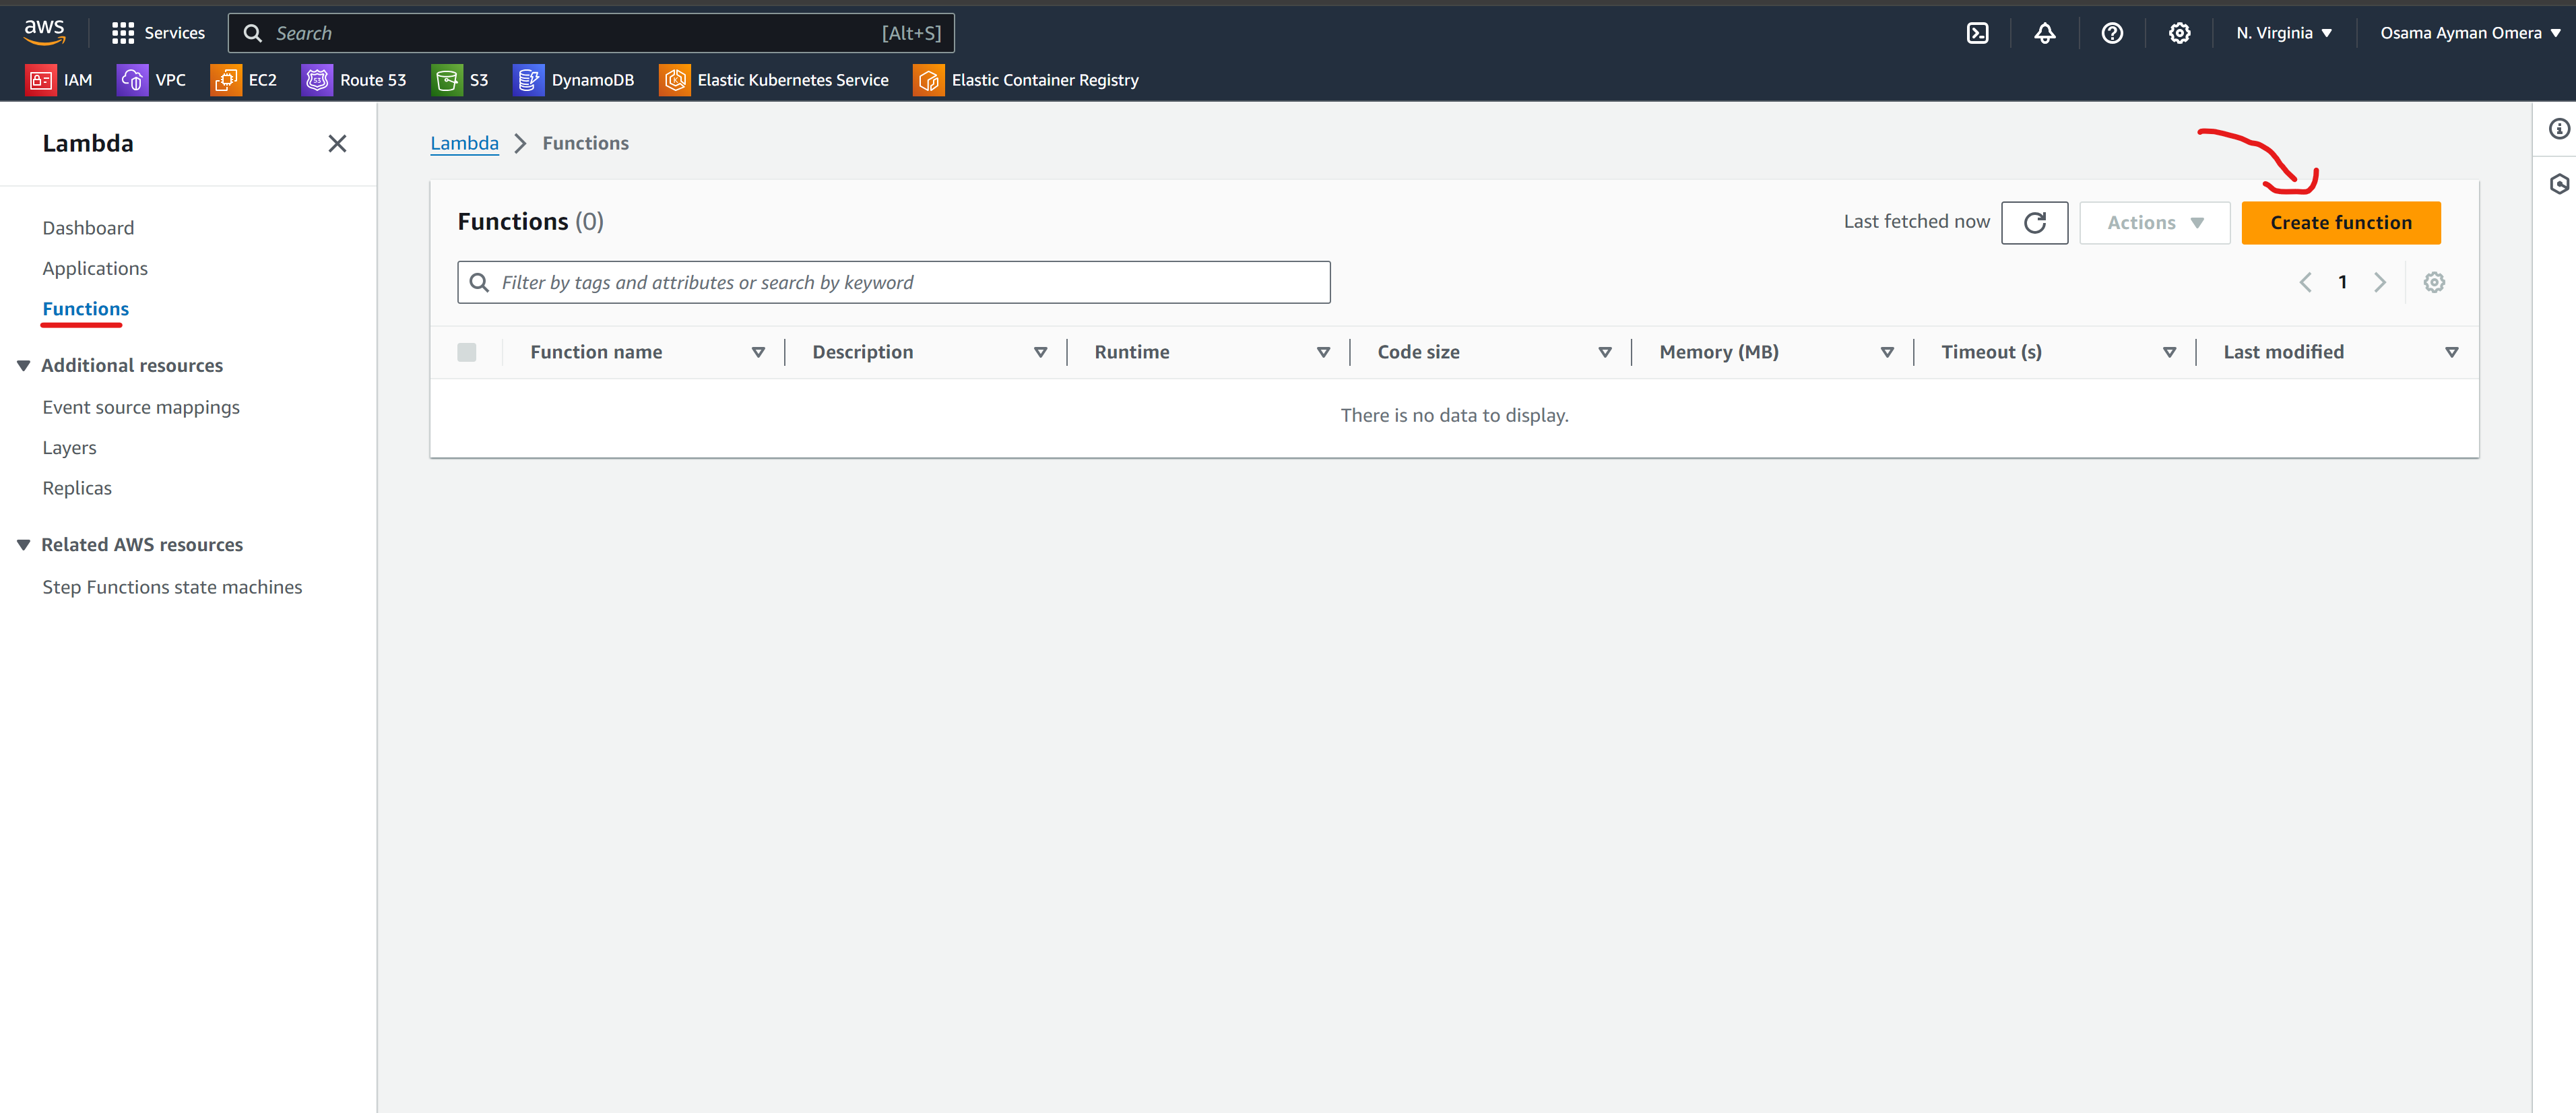 aws Services Search [Alt+S] N. Virginia Osama Ayman Omera
IAM VPC EC2 Route 53 S3 DynamoDB Elastic Kubernetes Service Elastic Container Registry
Lambda
Dashboard
Applications
Functions
Additional resources
Event source mappings
Layers
Replicas
Related AWS resources
Step Functions state machines
Lambda Functions
Functions (0) Last fetched now Actions Create function
Filter by tags and attributes or search by keyword 1
Function name Description Runtime Code size Memory (MB) Timeout (s) Last modified
There is no data to display.